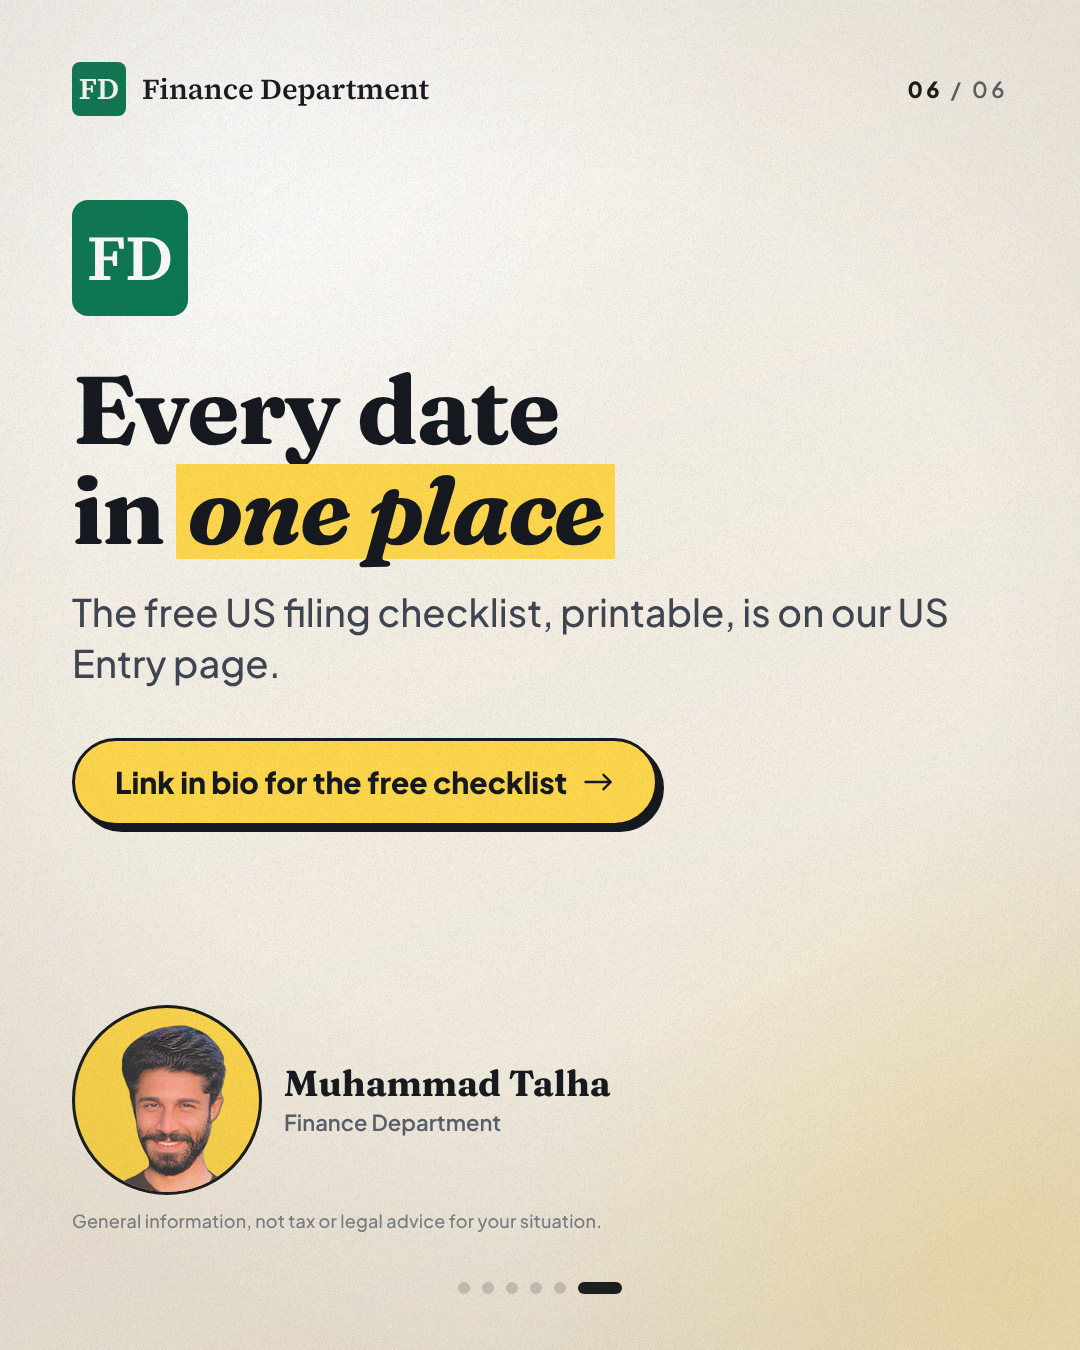 FD Finance Department
06 / 06
FD
Every date
in one place
The free US filing checklist, printable, is on our US
Entry page.
Link in bio for the free checklist →
Muhammad Talha
Finance Department
General information, not tax or legal advice for your situation.